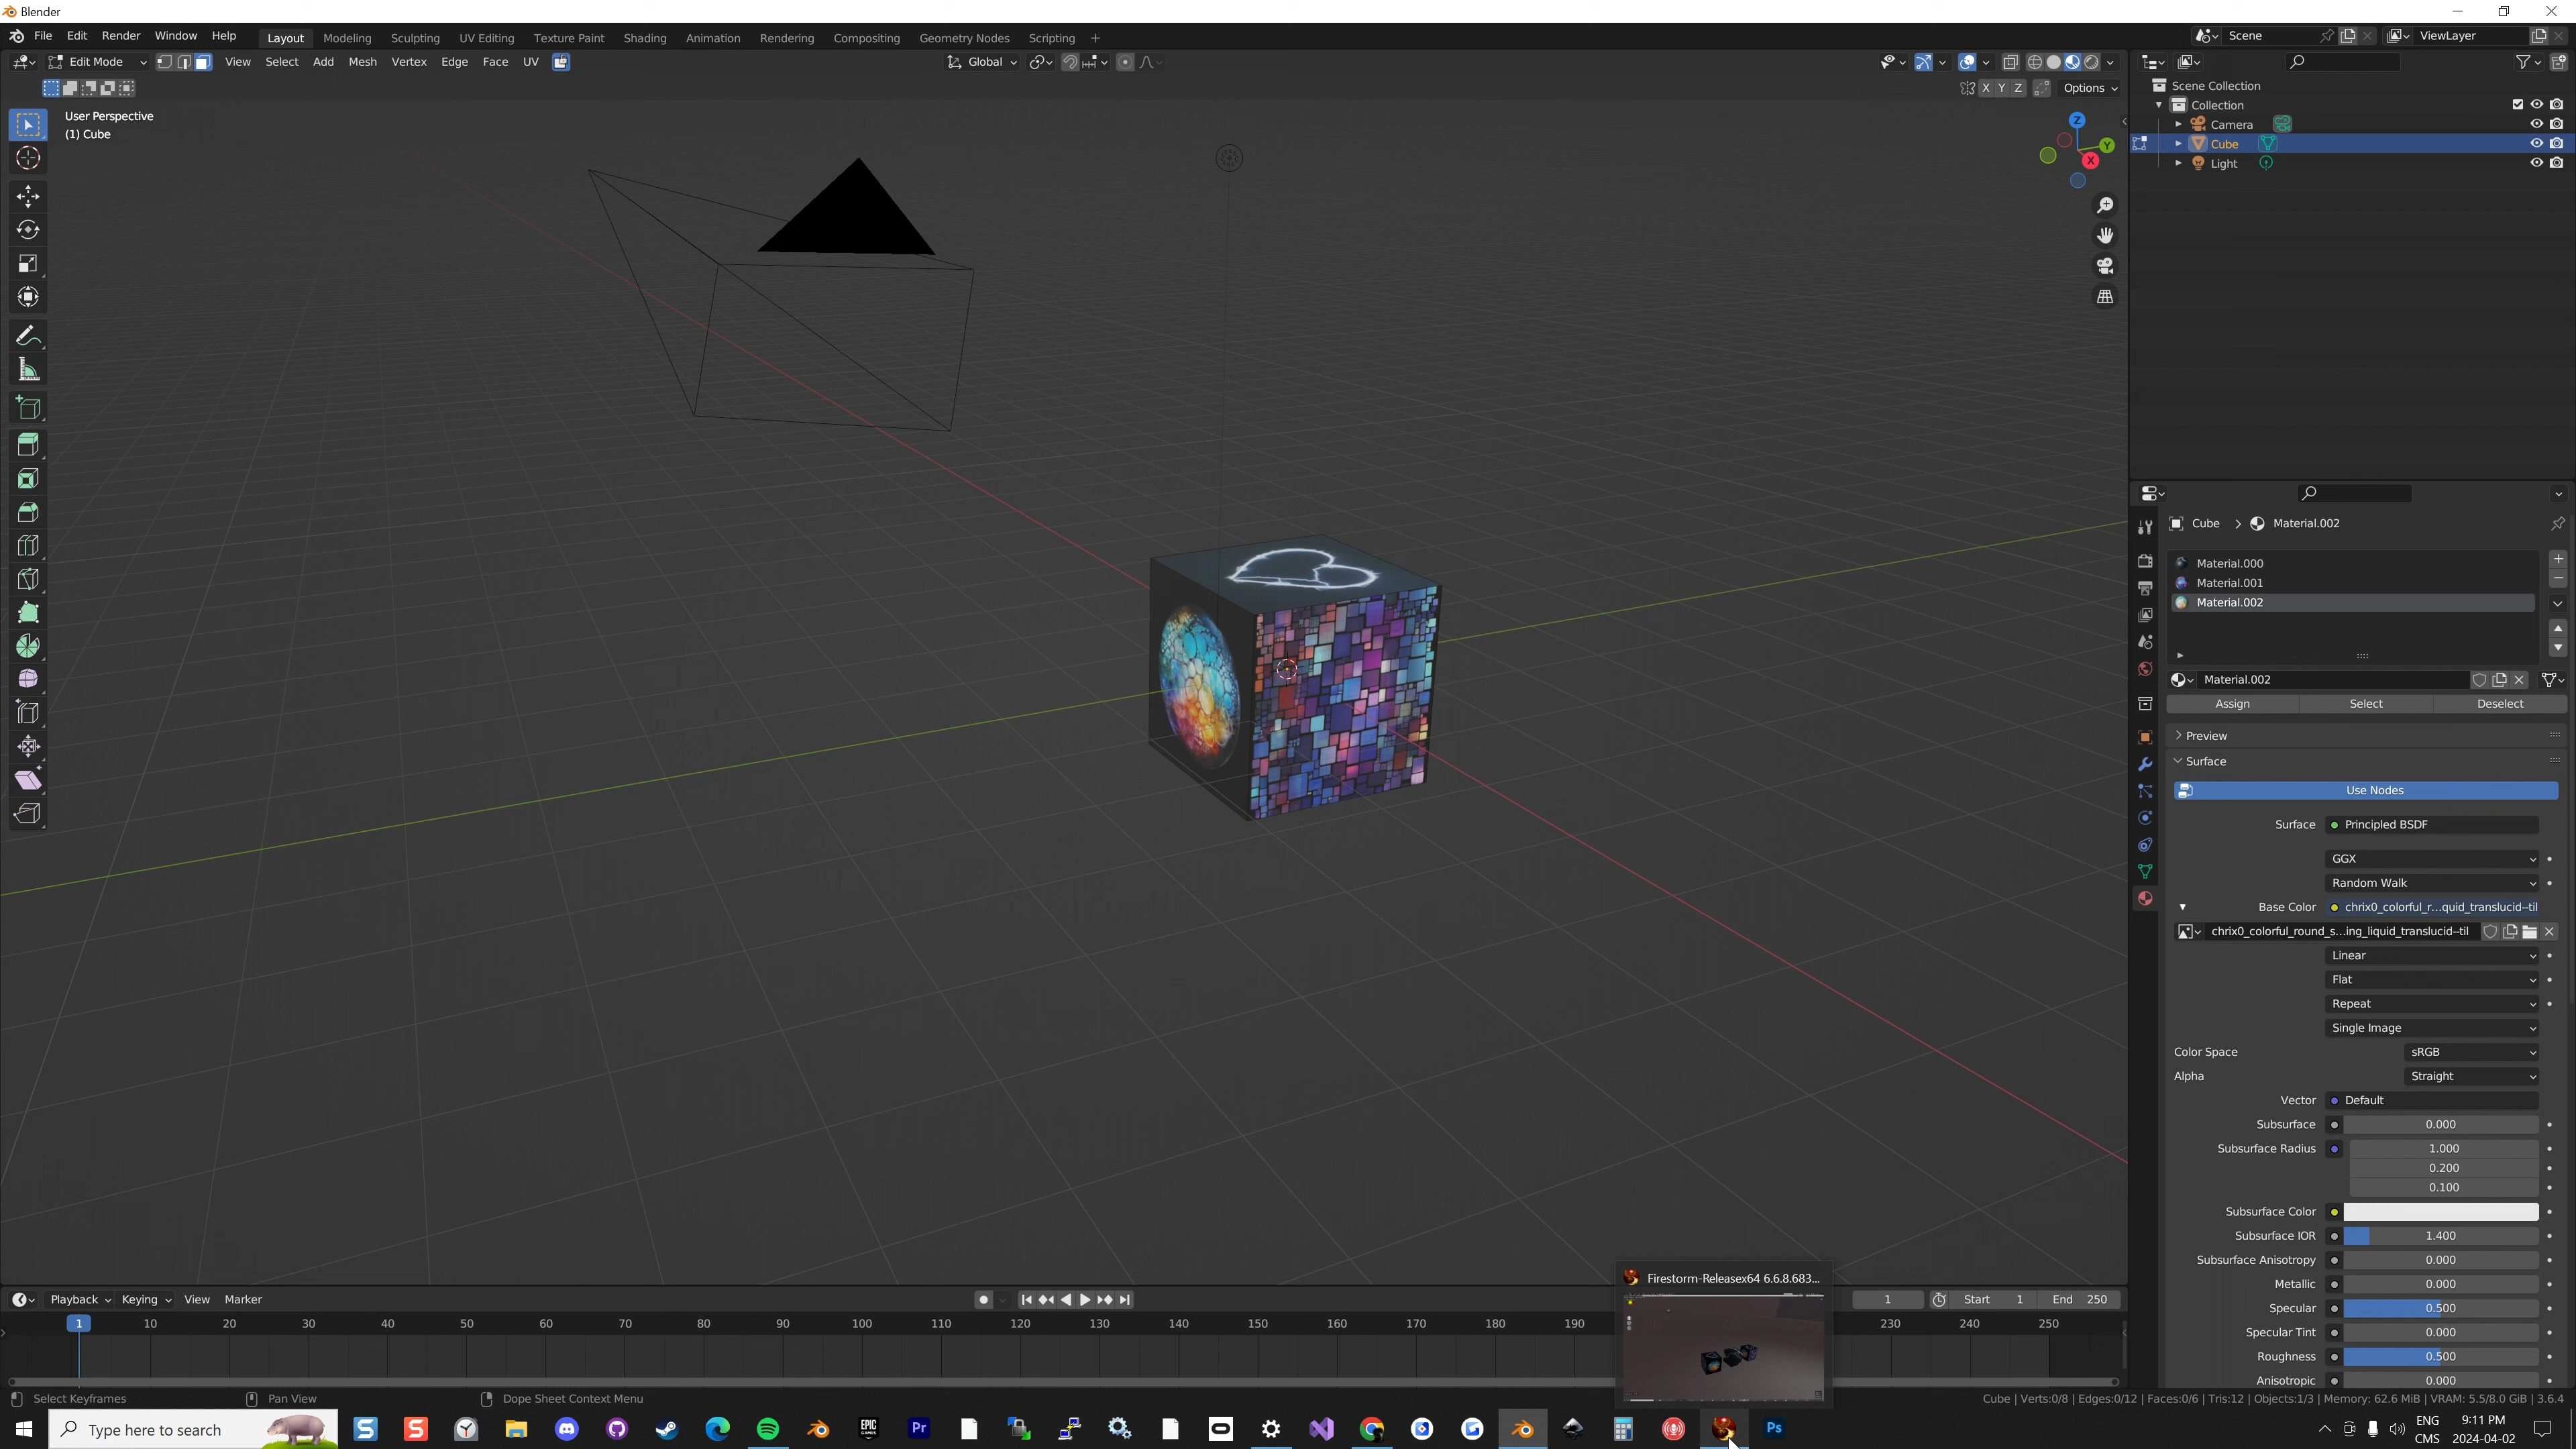 Blender
File Edit Render Window Help Layout Modeling Sculpting UV Editing Texture Paint Shading Animation Rendering Compositing Geometry Nodes Scripting + Scene ViewLayer
Edit Mode View Select Add Mesh Vertex Edge Face UV Global
X Y Z Options
User Perspective
(1) Cube
Z
Y
X
Scene Collection
Collection
Camera
Cube
Light
Cube > Material.002
Material.000
Material.001
Material.002
Material.002
Assign Select Deselect
Preview
Surface
Use Nodes
Surface Principled BSDF
GGX
Random Walk
Base Color chrix0_colorful_r...quid_translucid--til
chrix0_colorful_round_s...ing_liquid_translucid--til
Linear
Flat
Repeat
Single Image
Color Space sRGB
Alpha Straight
Vector Default
Subsurface 0.000
Subsurface Radius 1.000
0.200
0.100
Subsurface Color
Subsurface IOR 1.400
Subsurface Anisotropy 0.000
Metallic 0.000
Specular 0.500
Specular Tint 0.000
Roughness 0.500
Anisotropic 0.000
Firestorm-Releasex64 6.6.8.683...
Playback Keying View Marker 1 Start 1 End 250
1 10 20 30 40 50 60 70 80 90 100 110 120 130 140 150 160 170 180 190 230 240 250
Select Keyframes Pan View Dope Sheet Context Menu Cube | Verts:0/8 | Edges:0/12 | Faces:0/6 | Tris:12 | Objects:1/3 | Memory: 62.6 MiB | VRAM: 5.5/8.0 GiB | 3.6.4
Type here to search S S EPIC GAMES Pr Ps ENG 9:11 PM
CMS 2024-04-02